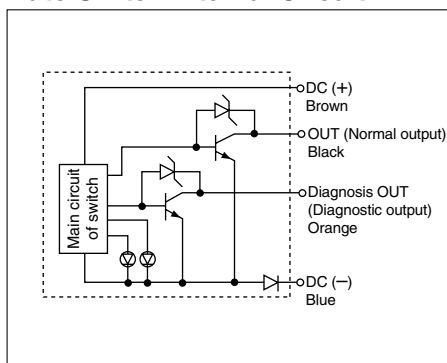 DC (+)
Brown
OUT (Normal output)
Black
Main circuit
of switch
Diagnosis OUT
(Diagnostic output)
Orange
DC (−)
Blue